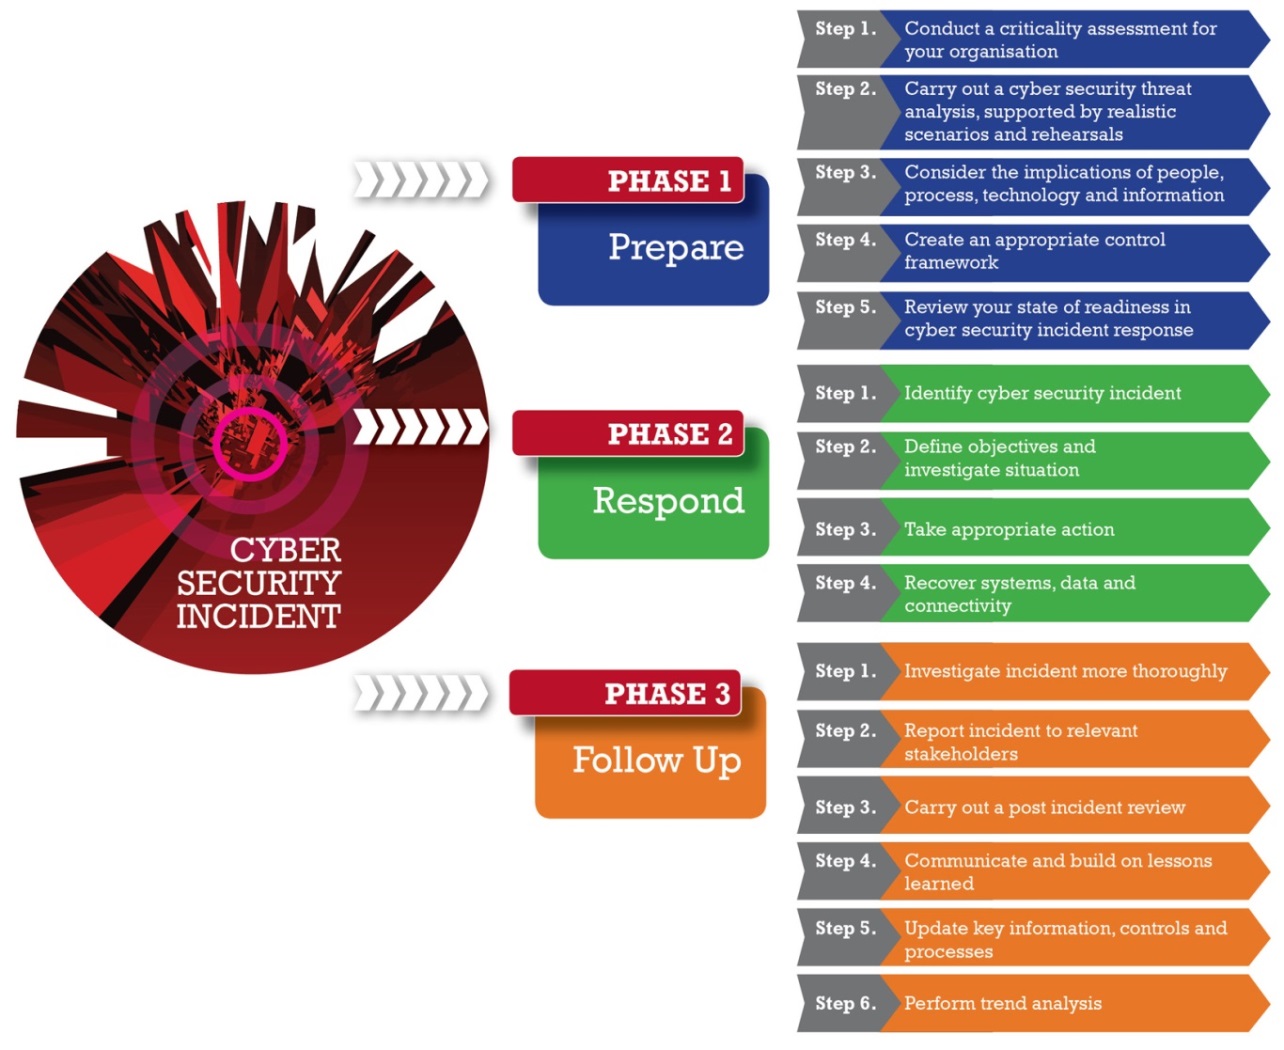 CYBER
SECURITY
INCIDENT
PHASE 1
Prepare
Step 1.
Conduct a criticality assessment for
your organisation
Step 2.
Carry out a cyber security threat
analysis, supported by realistic
scenarios and rehearsals
Step 3.
Consider the implications of people,
process, technology and information
Step 4.
Create an appropriate control
framework
Step 5.
Review your state of readiness in
cyber security incident response
PHASE 2
Respond
Step 1.
Identify cyber security incident
Step 2.
Define objectives and
investigate situation
Step 3.
Take appropriate action
Step 4.
Recover systems, data and
connectivity
PHASE 3
Follow Up
Step 1.
Investigate incident more thoroughly
Step 2.
Report incident to relevant
stakeholders
Step 3.
Carry out a post incident review
Step 4.
Communicate and build on lessons
learned
Step 5.
Update key information, controls and
processes
Step 6.
Perform trend analysis